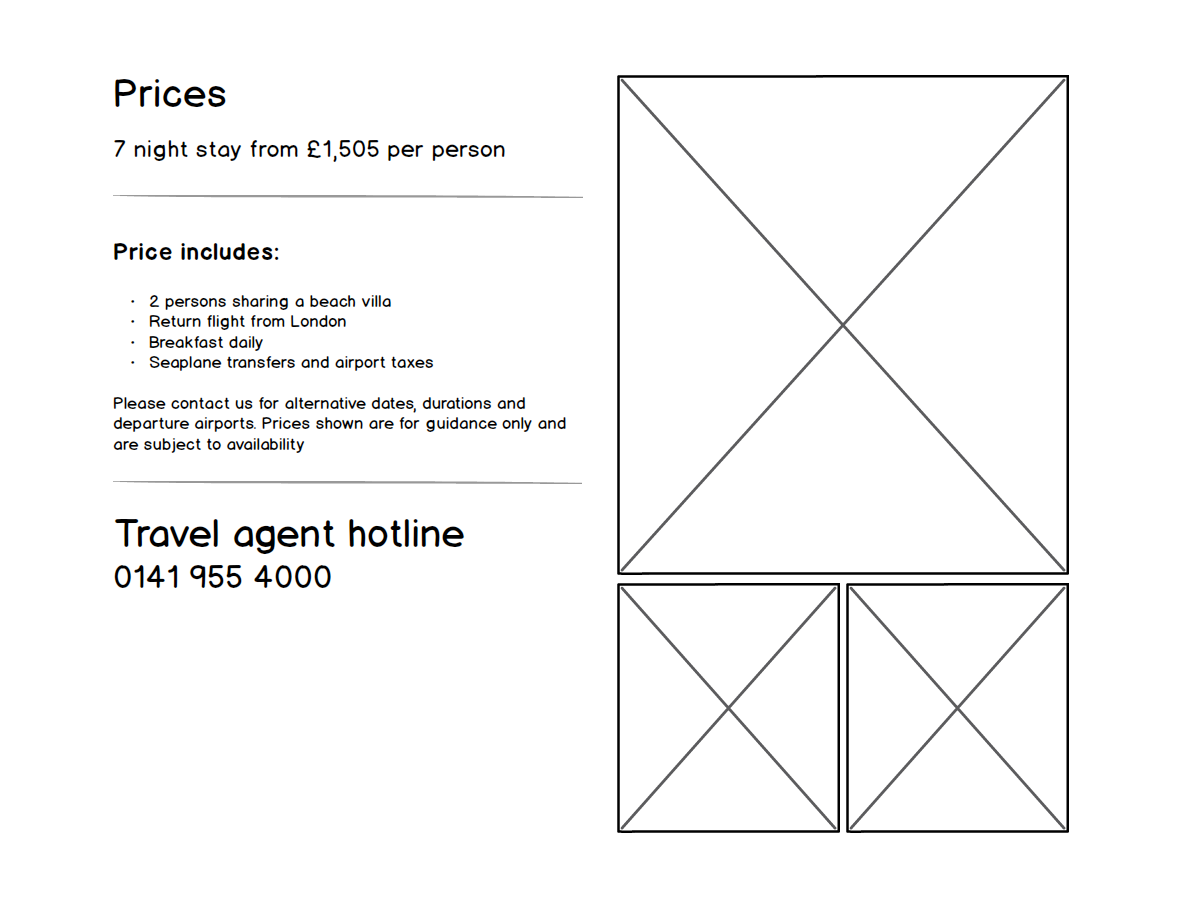 Prices
7 night stay from £1,505 per person
Price includes:
· 2 persons sharing a beach villa
· Return flight from London
· Breakfast daily
· Seaplane transfers and airport taxes
Please contact us for alternative dates, durations and
departure airports. Prices shown are for guidance only and
are subject to availability
Travel agent hotline
0141 955 4000